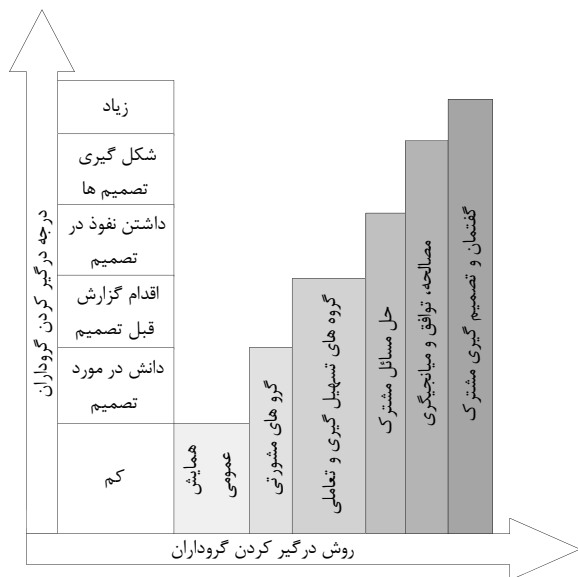 زیاد
شکل گیری
تصمیم ها
داشتن نفوذ در
تصمیم
اقدام گزارش
قبل تصمیم
دانش در مورد
تصمیم
کم
درجه درگیر کردن گروداران
همایش
عمومی
گرو های مشورتی
گروه های تسهیل گیری و تعاملی
حل مسائل مشترک
مصالحه، توافق و میانجیگری
گفتمان و تصمیم گیری مشترک
روش درگیر کردن گروداران